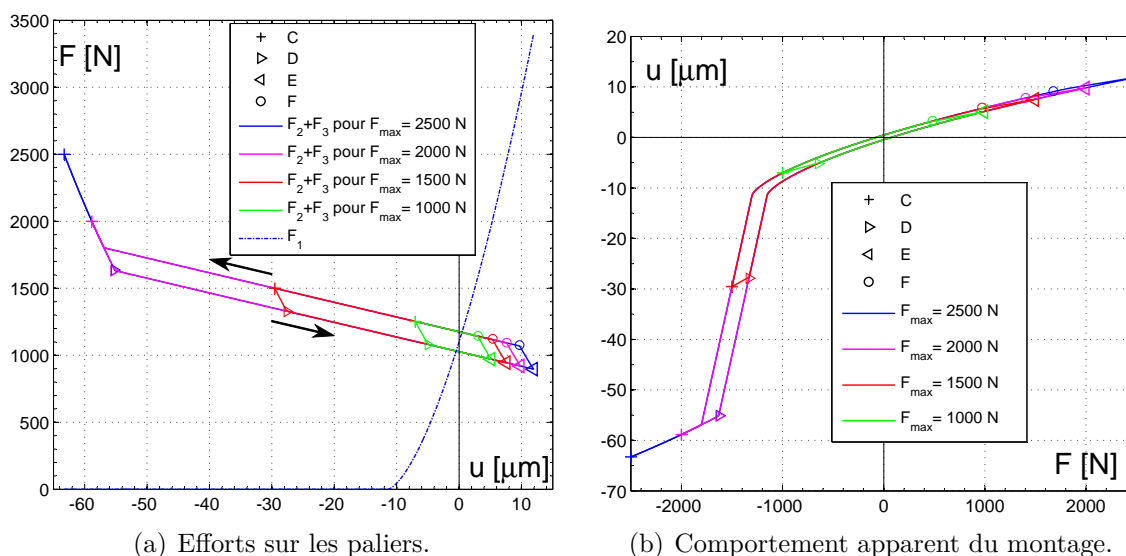 3500
3000
2500
2000
1500
1000
500
0
F [N]
C
D
E
F
F2+F3 pour Fmax= 2500 N
F2+F3 pour Fmax= 2000 N
F2+F3 pour Fmax= 1500 N
F2+F3 pour Fmax= 1000 N
F1
u [µm]
-60 -50 -40 -30 -20 -10 0 10
(a) Efforts sur les paliers.
20
10
0
-10
-20
-30
-40
-50
-60
-70
u [µm]
C
D
E
F
Fmax= 2500 N
Fmax= 2000 N
Fmax= 1500 N
Fmax= 1000 N
F [N]
-2000 -1000 0 1000 2000
(b) Comportement apparent du montage.